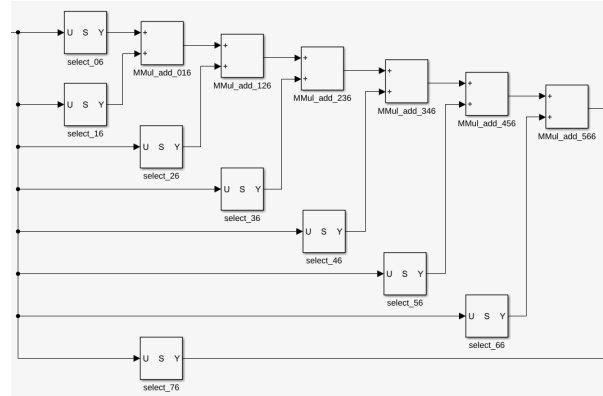 U S Y
select_06
+
+
MMul_add_016
+
+
MMul_add_126
+
+
MMul_add_236
+
+
MMul_add_346
+
+
MMul_add_456
+
+
MMul_add_566
U S Y
select_16
U S Y
select_26
U S Y
select_36
U S Y
select_46
U S Y
select_56
U S Y
select_66
U S Y
select_76